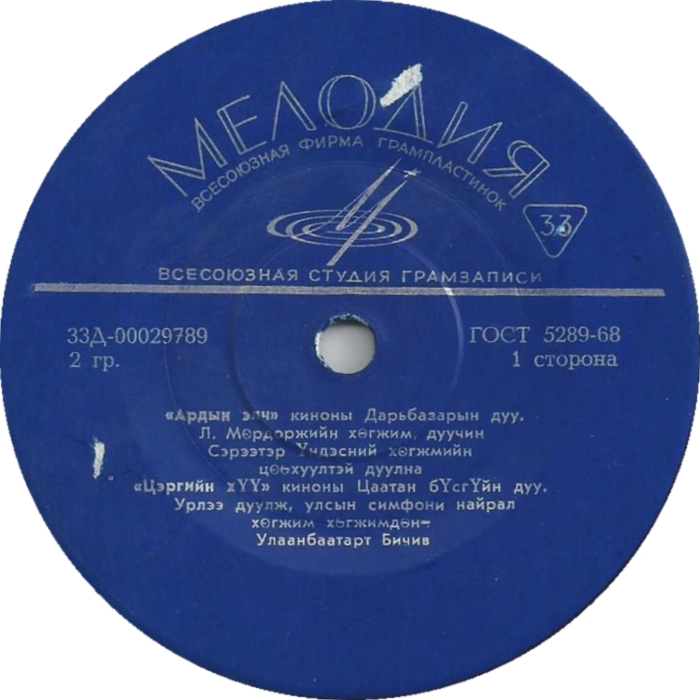 МЕЛОДИЯ
ВСЕСОЮЗНАЯ ФИРМА ГРАМПЛАСТИНОК
33
ВСЕСОЮЗНАЯ СТУДИЯ ГРАМЗАПИСИ
33Д-00029789
ГОСТ 5289-68
2 гр.
1 сторона
«Ардын элч» киноны Дарьбазарын дуу.
Л. Мөрдоржийн хөгжим, дуучин
Сэрээтэр Үндэсний хөгжмийн
цөөхүүлтэй дуулна
«Цэргийн хҮҮ» киноны Цаатан бҮсгҮйн дуу.
Урлээ дуулж, улсын симфони найрал
хөгжим хөгжимдөн—
Улаанбаатарт Бичив